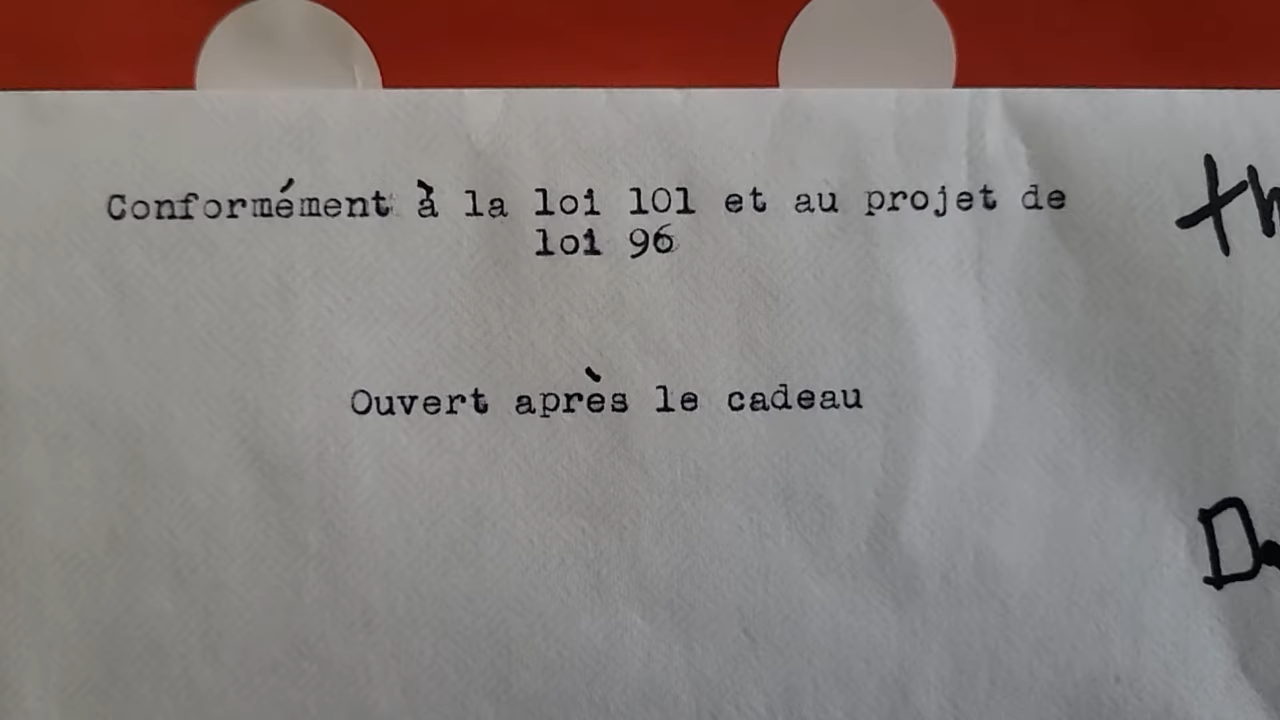 Conformément à la loi 101 et au projet de
loi 96
Ouvert après le cadeau